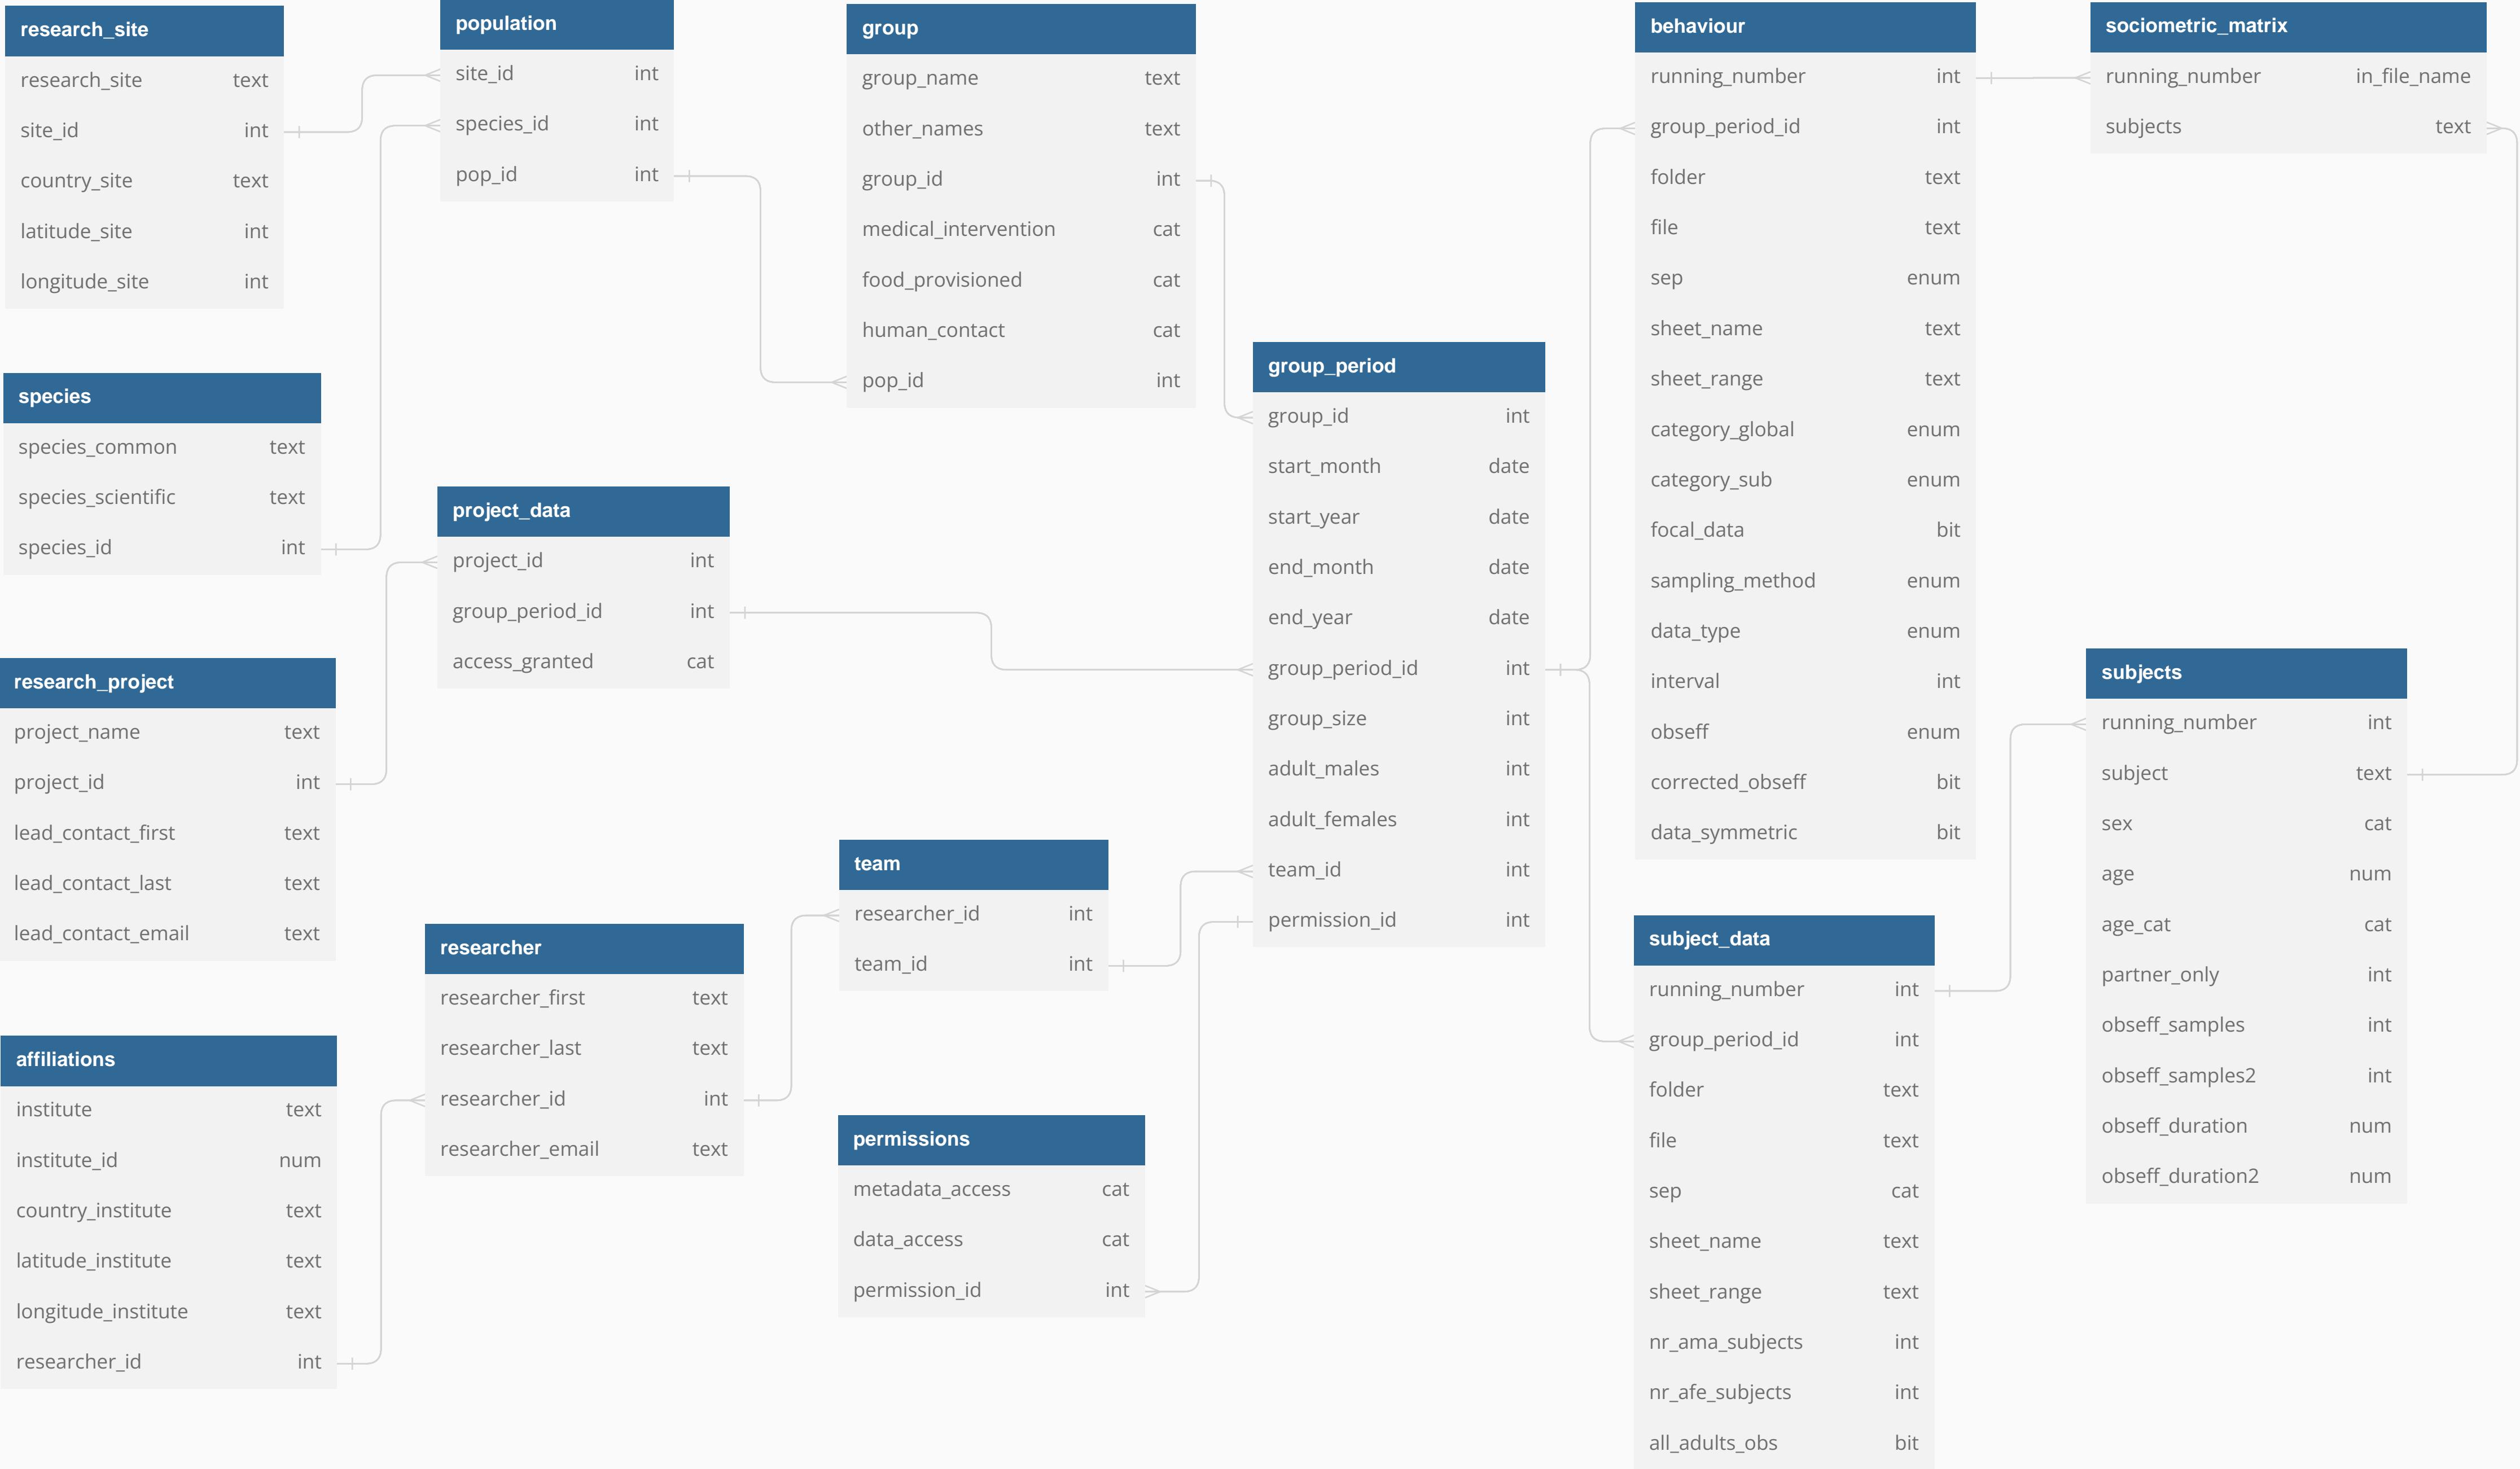 research_site
research_site text
site_id int
country_site text
latitude_site int
longitude_site int
species
species_common text
species_scientific text
species_id int
research_project
project_name text
project_id int
lead_contact_first text
lead_contact_last text
lead_contact_email text
affiliations
institute text
institute_id num
country_institute text
latitude_institute text
longitude_institute text
researcher_id int
population
site_id int
species_id int
pop_id int
project_data
project_id int
group_period_id int
access_granted cat
researcher
researcher_first text
researcher_last text
researcher_id int
researcher_email text
group
group_name text
other_names text
group_id int
medical_intervention cat
food_provisioned cat
human_contact cat
pop_id int
team
researcher_id int
team_id int
permissions
metadata_access cat
data_access cat
permission_id int
group_period
group_id int
start_month date
start_year date
end_month date
end_year date
group_period_id int
group_size int
adult_males int
adult_females int
team_id int
permission_id int
behaviour
running_number int
group_period_id int
folder text
file text
sep enum
sheet_name text
sheet_range text
category_global enum
category_sub enum
focal_data bit
sampling_method enum
data_type enum
interval int
obseff enum
corrected_obseff bit
data_symmetric bit
subject_data
running_number int
group_period_id int
folder text
file text
sep cat
sheet_name text
sheet_range text
nr_ama_subjects int
nr_afe_subjects int
all_adults_obs bit
sociometric_matrix
running_number in_file_name
subjects text
subjects
running_number int
subject text
sex cat
age num
age_cat cat
partner_only int
obseff_samples int
obseff_samples2 int
obseff_duration num
obseff_duration2 num